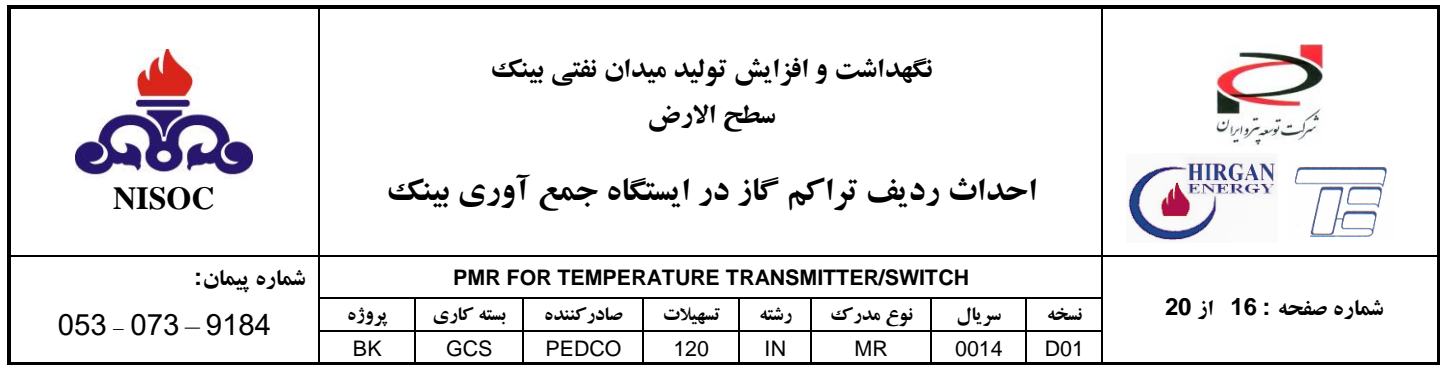 نگهداشت و افزایش تولید میدان نفتی بینک
سطح الارض
احداث ردیف تراکم گاز در ایستگاه جمع آوری بینک
NISOC
شرکت توسعه پترو ایران
HIRGAN
ENERGY
شماره پیمان:
053 – 073 – 9184
PMR FOR TEMPERATURE TRANSMITTER/SWITCH
پروژه بسته کاری صادرکننده تسهیلات رشته نوع مدرک سریال نسخه
BK GCS PEDCO 120 IN MR 0014 D01
شماره صفحه : 16 از 20